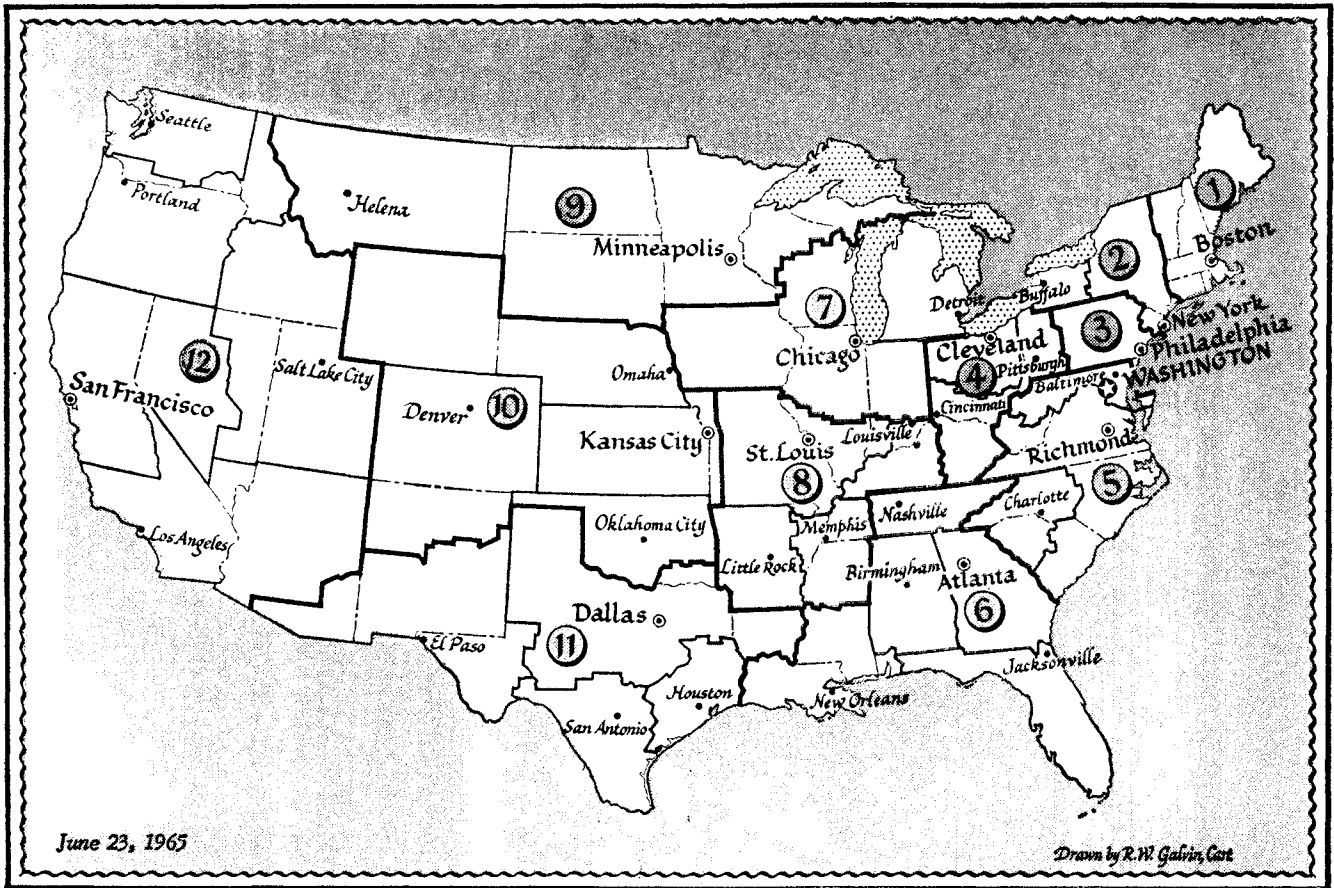 Seattle
Portland
Helena
9
Minneapolis
1
Boston
2
Buffalo
Detroit
7
Chicago
3
New York
Philadelphia
WASHINGTON
Cleveland
Pittsburgh
4
Baltimore
Cincinnati
12
Salt Lake City
San Francisco
Omaha
Denver
10
Kansas City
St. Louis
Louisville
8
Richmond
5
Los Angeles
Oklahoma City
Little Rock
Memphis
Nashville
Charlotte
Birmingham
Atlanta
6
Dallas
11
El Paso
Houston
San Antonio
New Orleans
Jacksonville
June 23, 1965
Drawn by R.W. Galvin, Cart